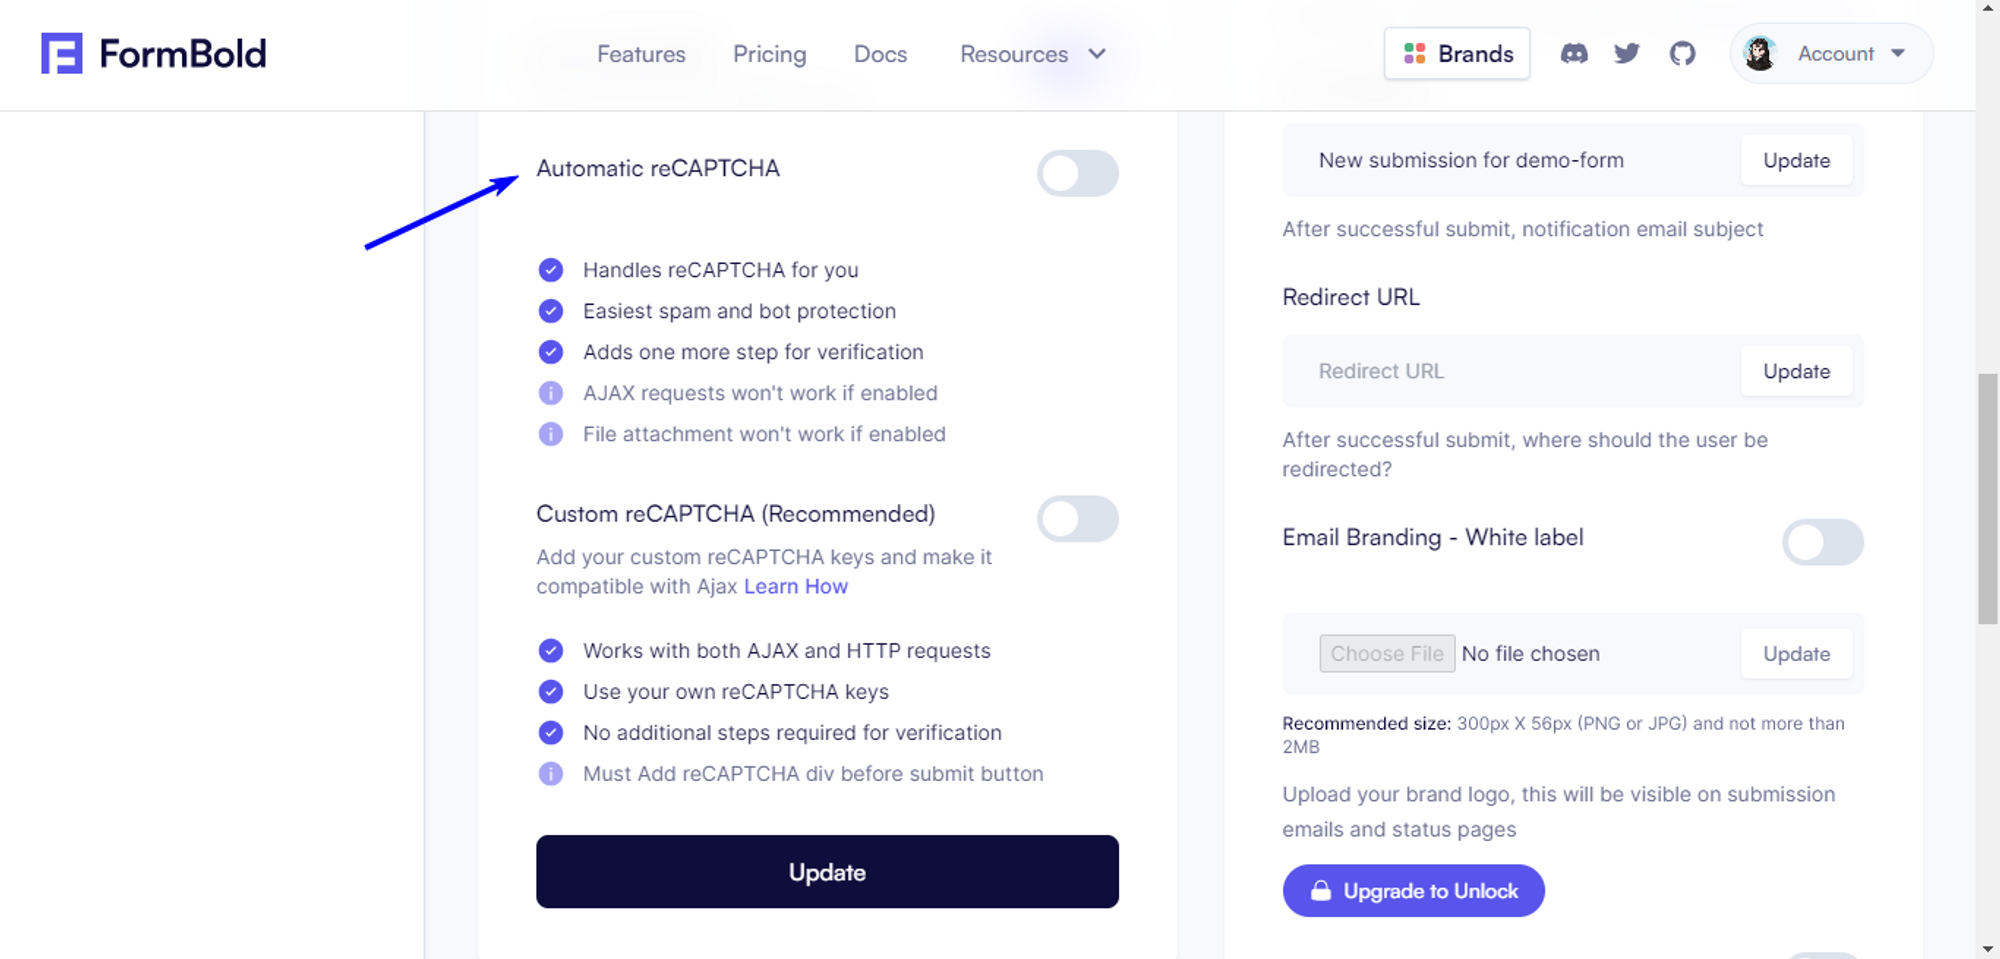 FormBold
Features
Pricing
Docs
Resources
Brands
Account
Automatic reCAPTCHA
Handles reCAPTCHA for you
Easiest spam and bot protection
Adds one more step for verification
AJAX requests won't work if enabled
File attachment won't work if enabled
Custom reCAPTCHA (Recommended)
Add your custom reCAPTCHA keys and make it
compatible with Ajax Learn How
Works with both AJAX and HTTP requests
Use your own reCAPTCHA keys
No additional steps required for verification
Must Add reCAPTCHA div before submit button
Update
New submission for demo-form
Update
After successful submit, notification email subject
Redirect URL
Redirect URL
Update
After successful submit, where should the user be
redirected?
Email Branding - White label
Choose File No file chosen
Update
Recommended size: 300px X 56px (PNG or JPG) and not more than
2MB
Upload your brand logo, this will be visible on submission
emails and status pages
Upgrade to Unlock